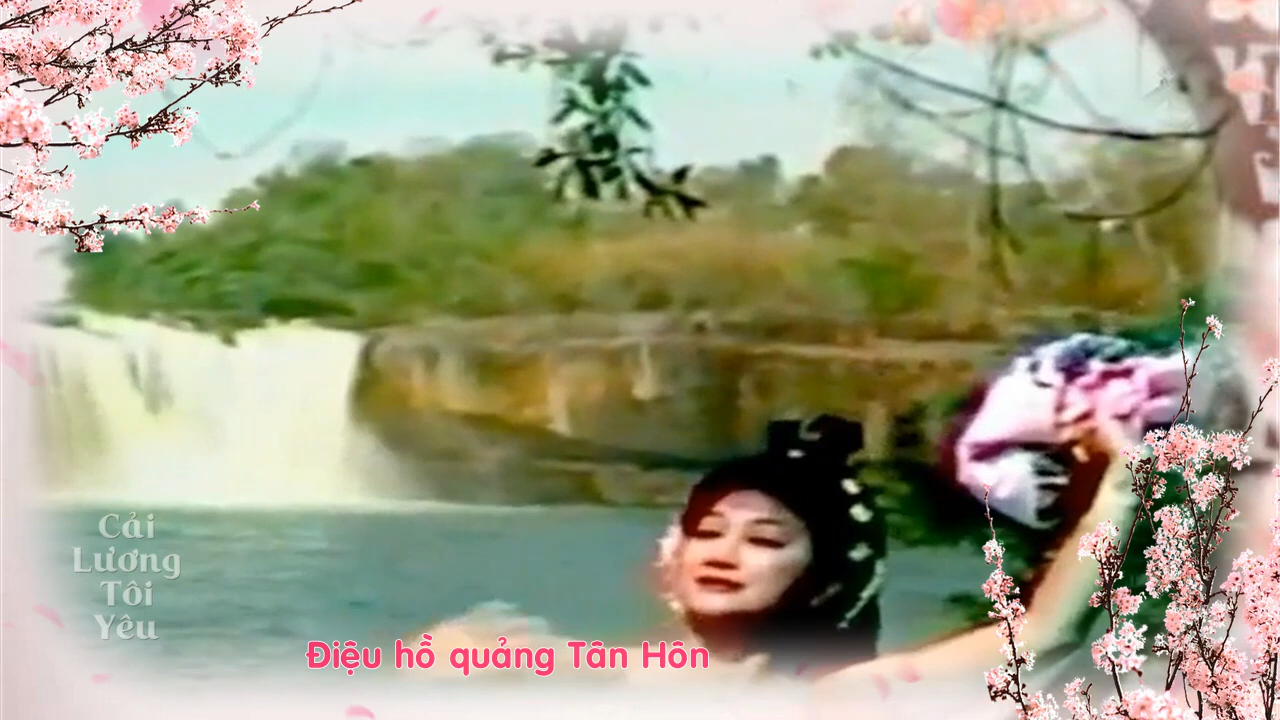 Cải
Lương
Tôi
Yêu
Điệu hồ quảng Tân Hôn